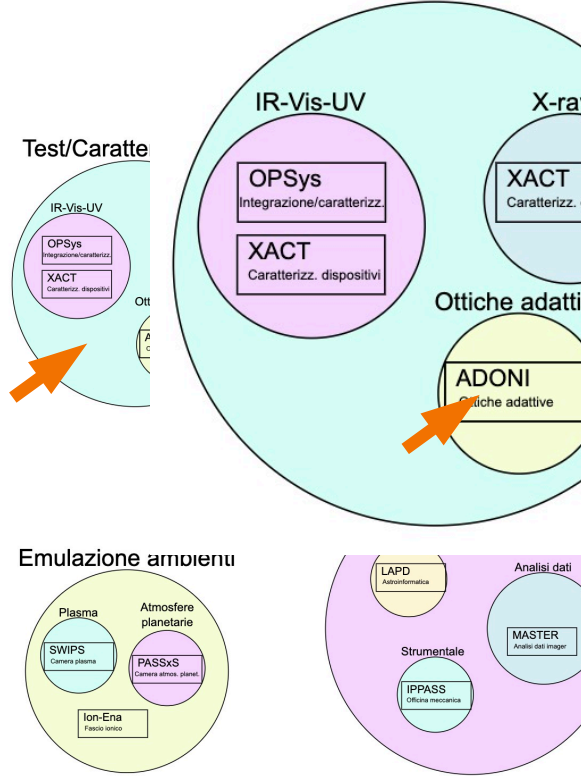 IR-Vis-UV
X-ra
OPSys
Integrazione/caratterizz.
XACT
Caratterizz. dispositivi
XACT
Caratterizz.
Ottiche adatti
ADONI
Ottiche adattive
Test/Caratte
IR-Vis-UV
OPSys
Integrazione/caratterizz.
XACT
Caratterizz. dispositivi
Ott
Emulazione ambienti
Plasma
Atmosfere
planetarie
SWIPS
Camera plasma
PASSxS
Camera atmos. planet.
Ion-Ena
Fascio ionico
LAPD
Astroinformatica
Analisi dati
MASTER
Analisi dati imager
Strumentale
IPPASS
Officina meccanica